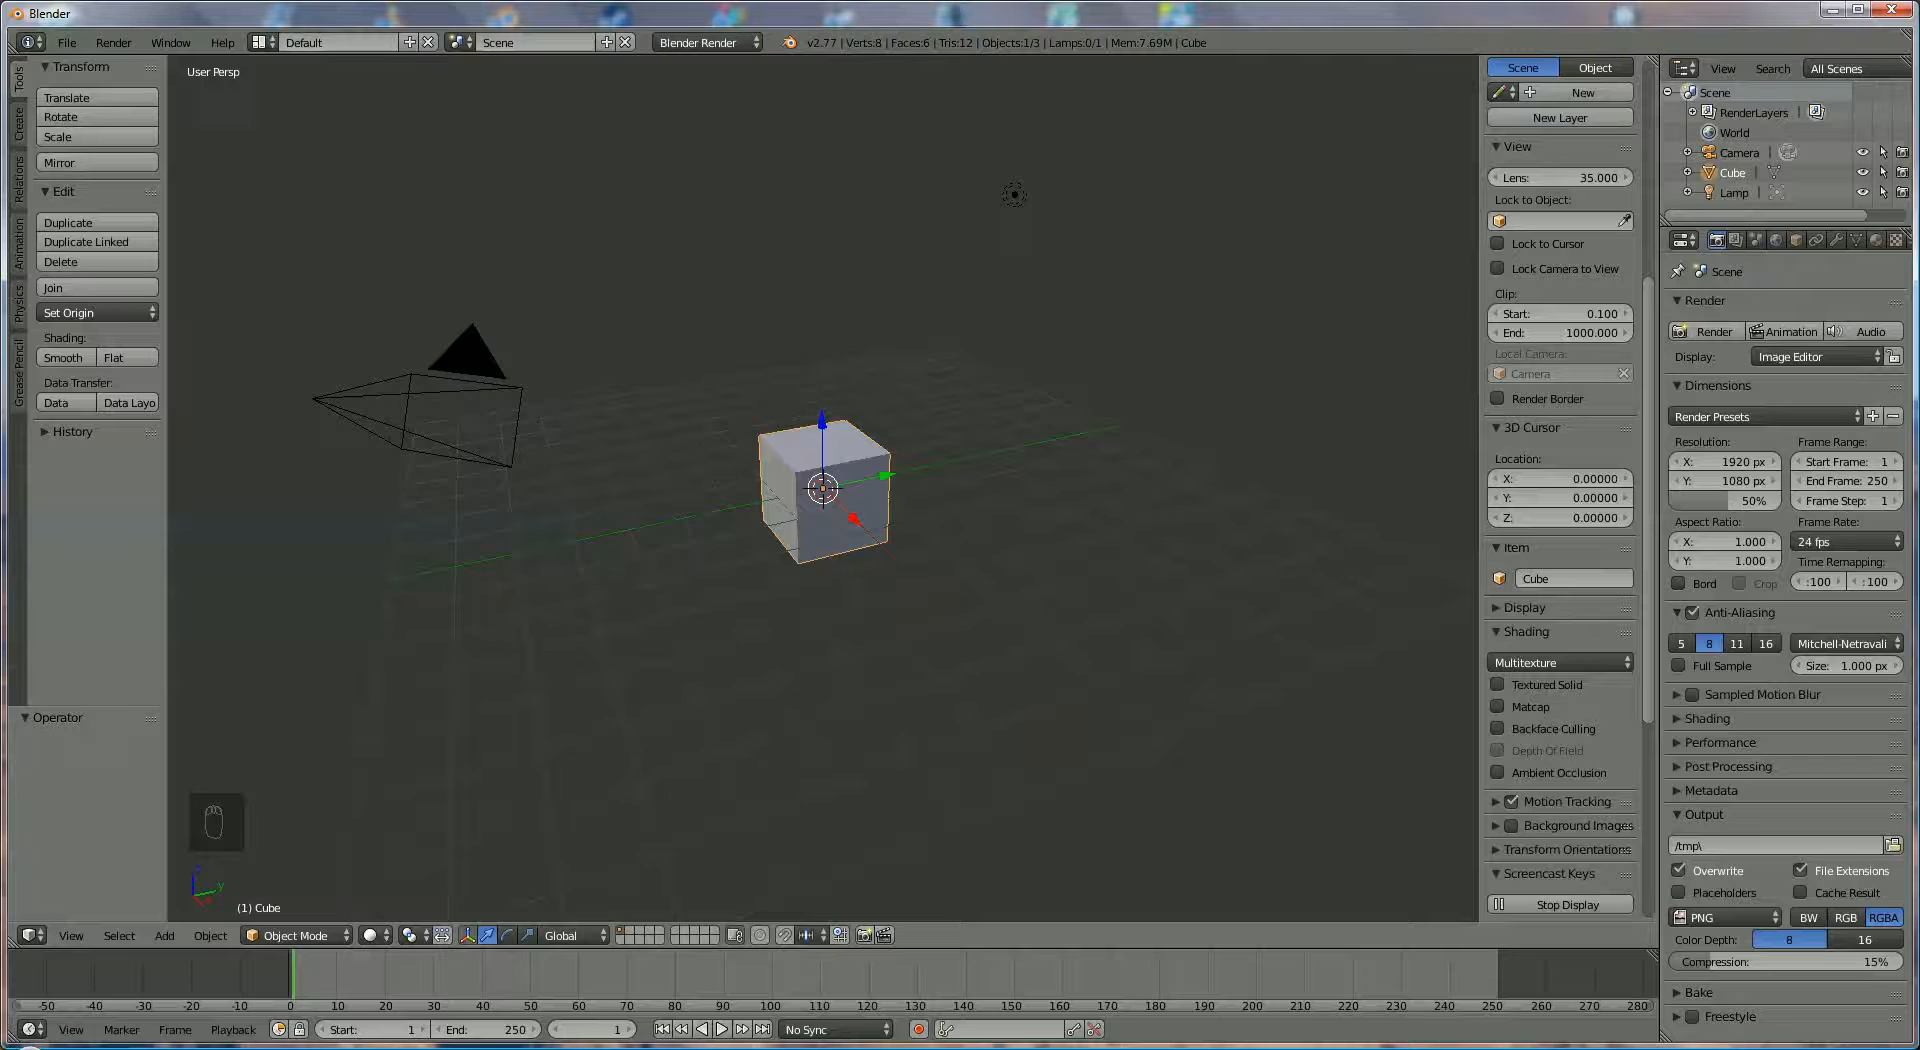 Blender
File Render Window Help Default Scene Blender Render v2.77 | Verts:8 | Faces:6 | Tris:12 | Objects:1/3 | Lamps:0/1 | Mem:7.69M | Cube
Tools
Create
Relations
Animation
Physics
Grease Pencil
Transform
Translate
Rotate
Scale
Mirror
Edit
Duplicate
Duplicate Linked
Delete
Join
Set Origin
Shading:
Smooth Flat
Data Transfer:
Data Data Layo
History
Operator
User Persp
z
y
(1) Cube
Scene Object
New
New Layer
View
Lens: 35.000
Lock to Object:
Lock to Cursor
Lock Camera to View
Clip:
Start: 0.100
End: 1000.000
Local Camera:
Camera
Render Border
3D Cursor
Location:
X: 0.00000
Y: 0.00000
Z: 0.00000
Item
Cube
Display
Shading
Multitexture
Textured Solid
Matcap
Backface Culling
Depth Of Field
Ambient Occlusion
Motion Tracking
Background Images
Transform Orientations
Screencast Keys
Stop Display
View Search All Scenes
Scene
RenderLayers |
World
Camera |
Cube |
Lamp |
Scene
Render
Render Animation Audio
Display: Image Editor
Dimensions
Render Presets
Resolution: Frame Range:
X: 1920 px Start Frame: 1
Y: 1080 px End Frame: 250
50% Frame Step: 1
Aspect Ratio: Frame Rate:
X: 1.000 24 fps
Y: 1.000 Time Remapping:
Bord Crop :100 :100
Anti-Aliasing
5 8 11 16 Mitchell-Netravali
Full Sample Size: 1.000 px
Sampled Motion Blur
Shading
Performance
Post Processing
Metadata
Output
/tmp\
Overwrite File Extensions
Placeholders Cache Result
PNG BW RGB RGBA
Color Depth: 8 16
Compression: 15%
Bake
Freestyle
View Select Add Object Object Mode Global
-50 -40 -30 -20 -10 0 10 20 30 40 50 60 70 80 90 100 110 120 130 140 150 160 170 180 190 200 210 220 230 240 250 260 270 280
View Marker Frame Playback Start: 1 End: 250 1 No Sync